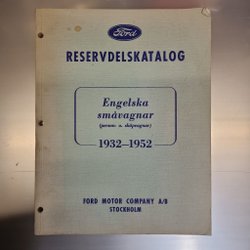 Ford
RESERVDELSKATALOG
Engelska
småvagnar
(person- o. skåpvagnar)
1932–1952
FORD MOTOR COMPANY A/B
STOCKHOLM